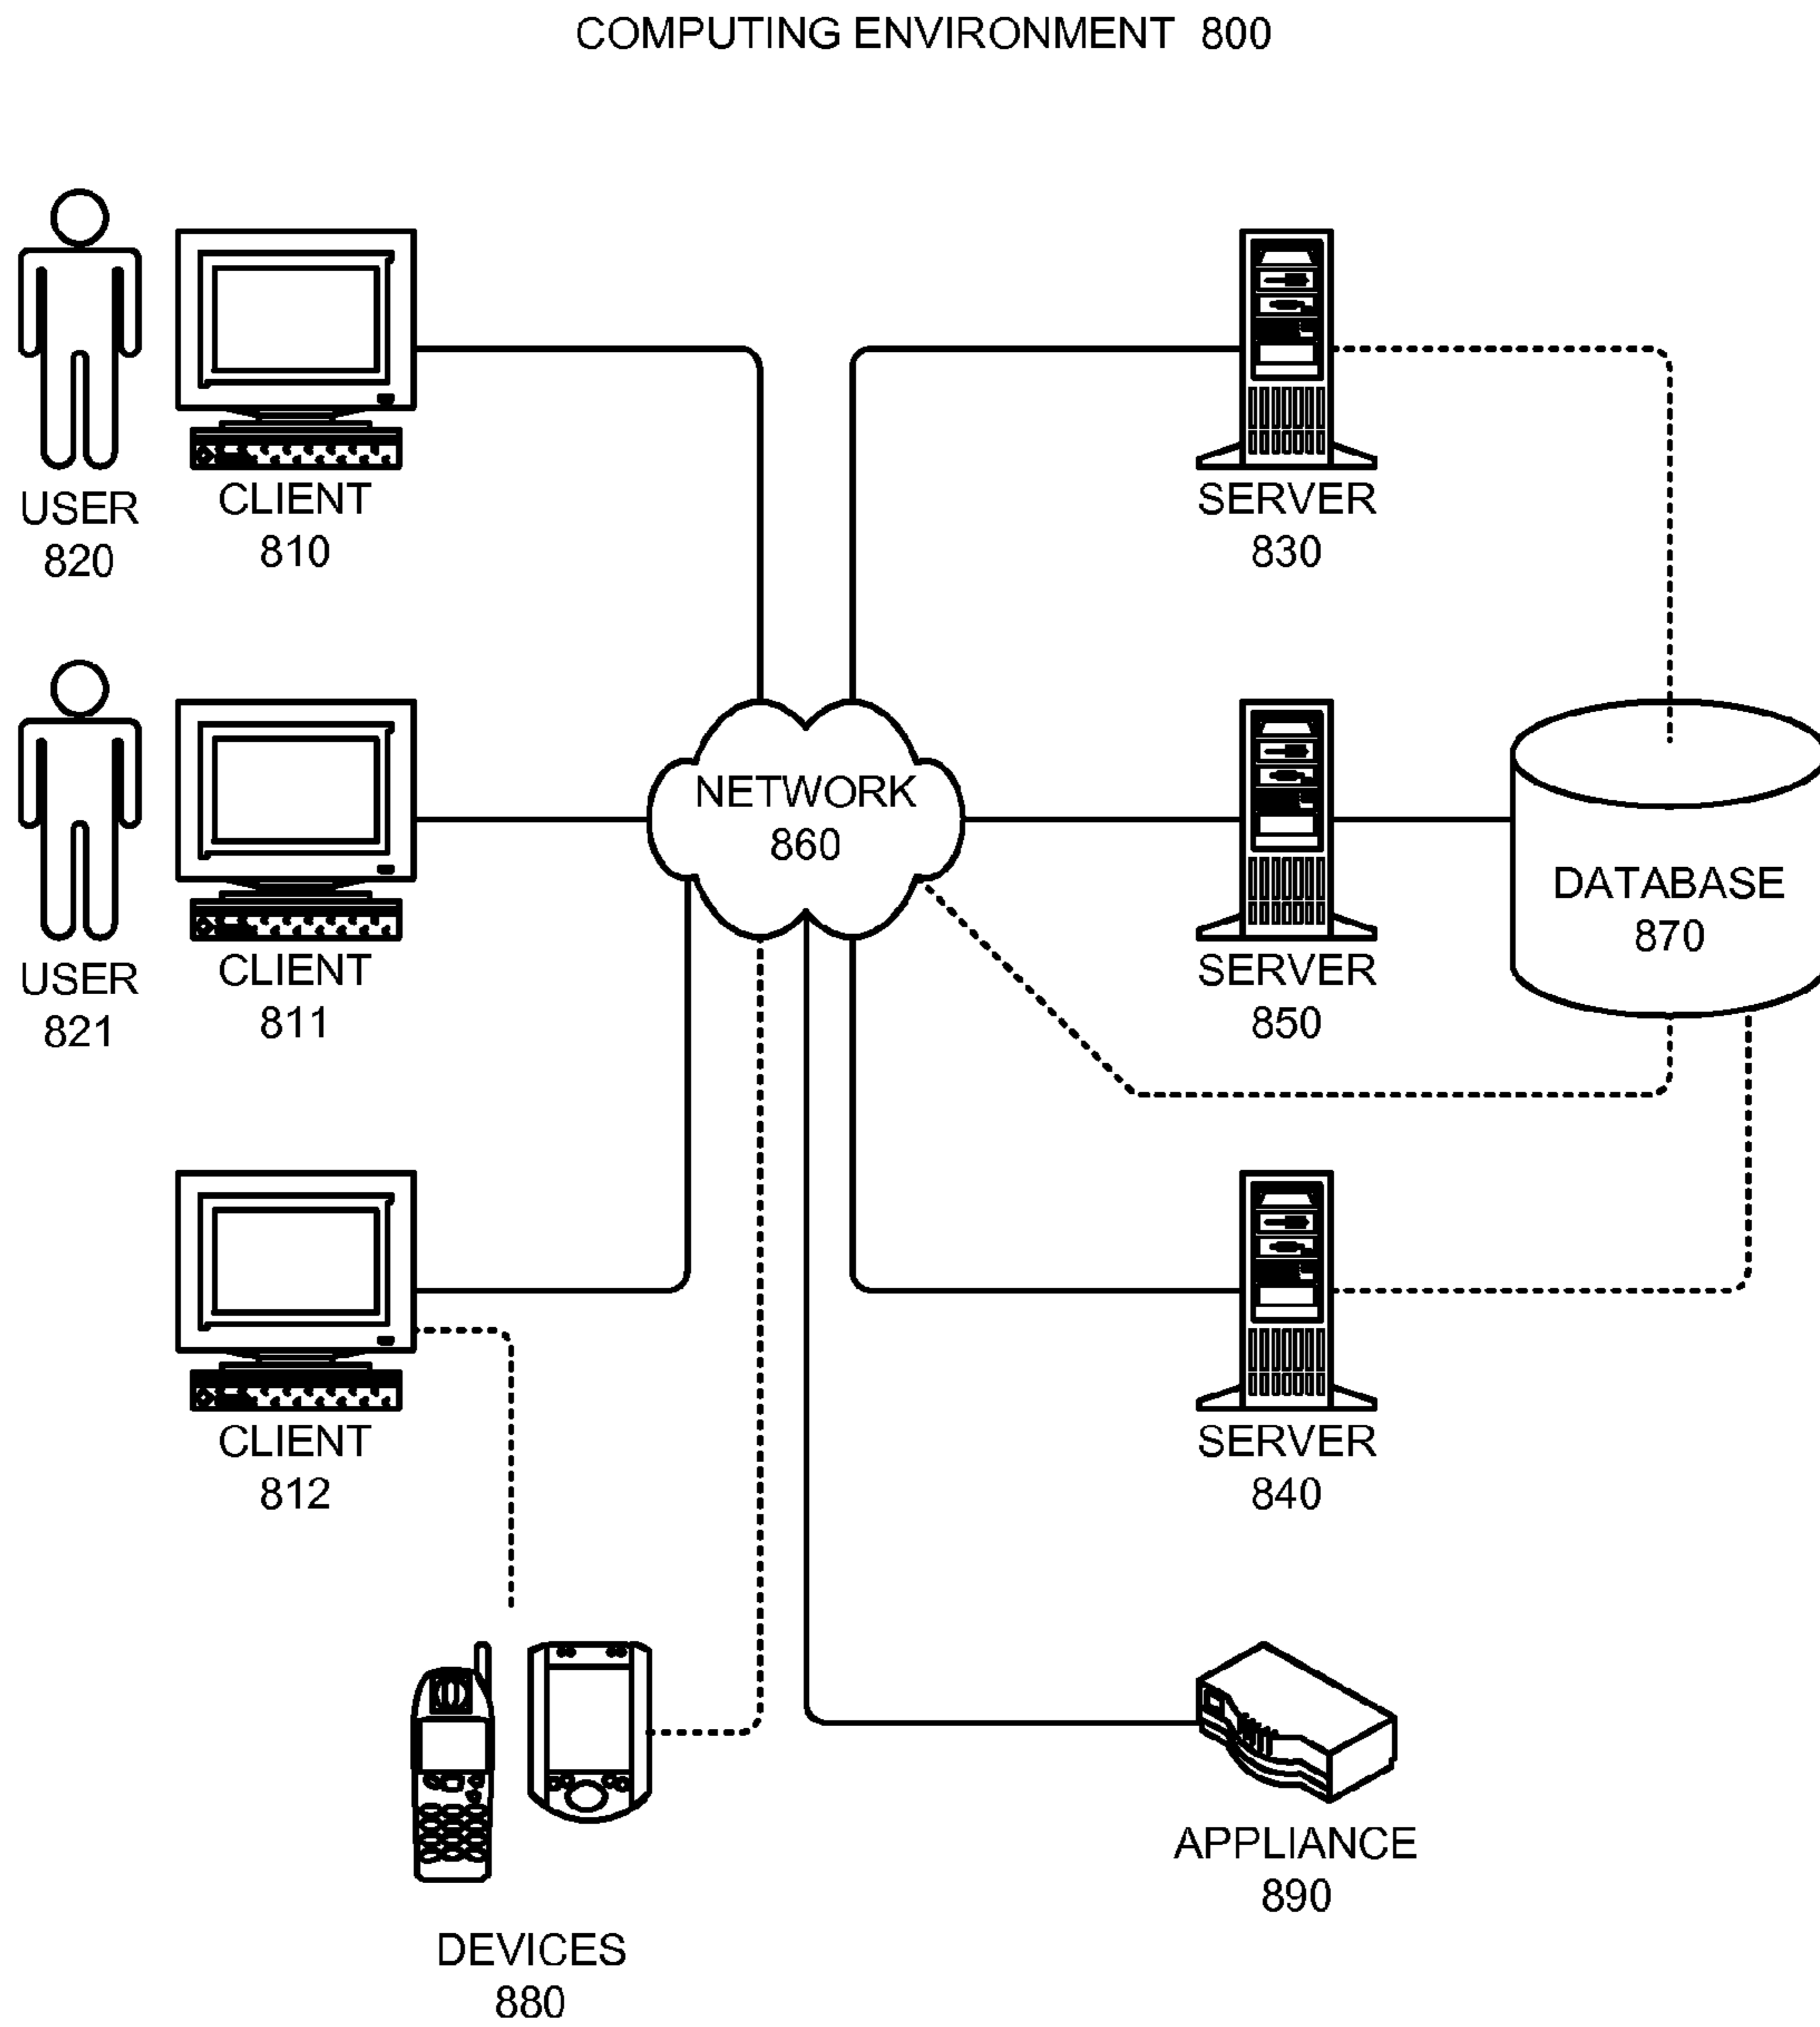 COMPUTING ENVIRONMENT 800
USER
820
CLIENT
810
SERVER
830
USER
821
CLIENT
811
NETWORK
860
SERVER
850
DATABASE
870
CLIENT
812
SERVER
840
DEVICES
880
APPLIANCE
890